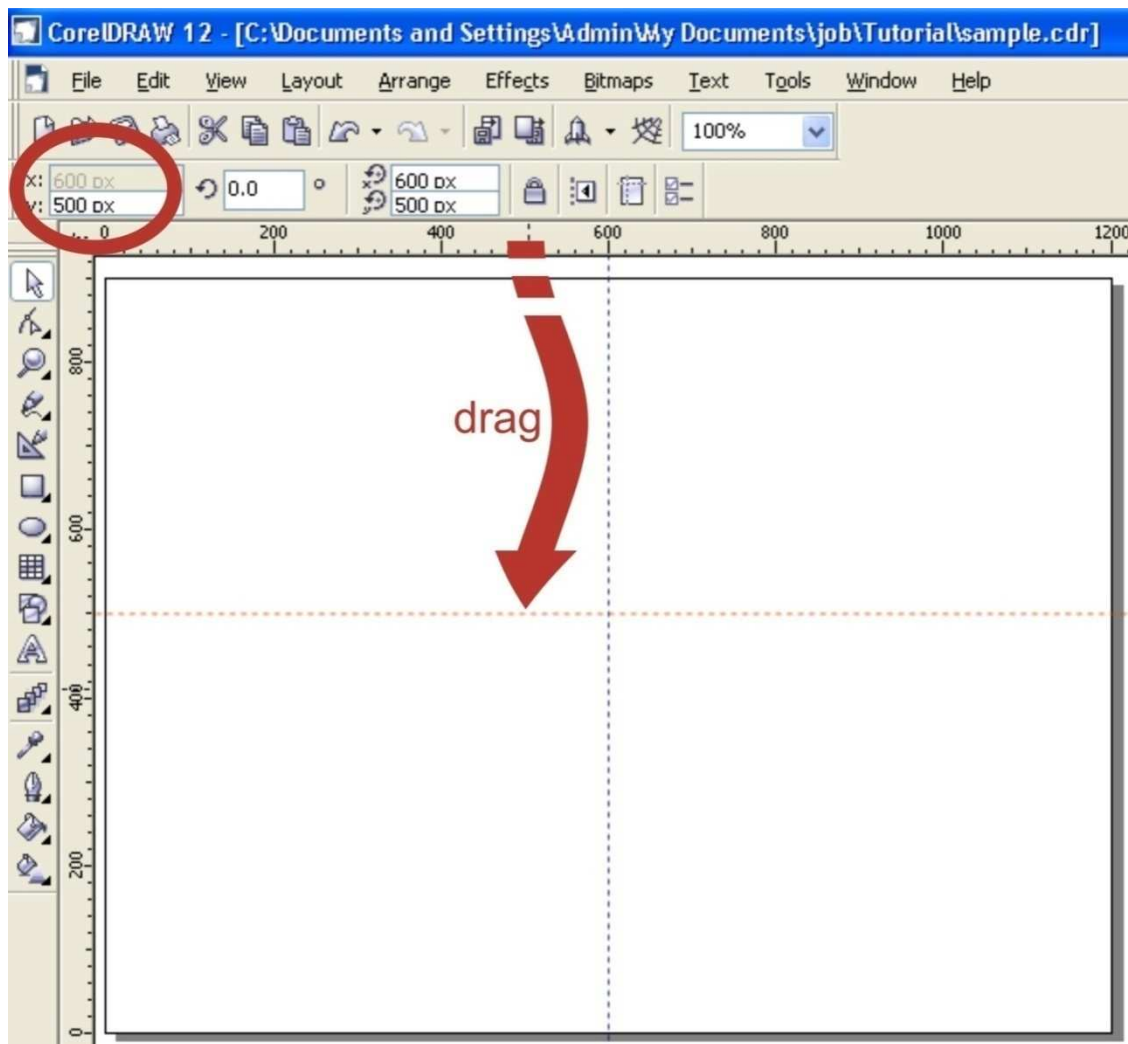 CorelDRAW 12 - [C:\Documents and Settings\Admin\My Documents\job\Tutorial\sample.cdr]
File Edit View Layout Arrange Effects Bitmaps Text Tools Window Help
100%
x: 600 px
y: 500 px
0.0 °
x 600 px
y 500 px
0 200 400 600 800 1000 1200
800
drag
600
400
200
0